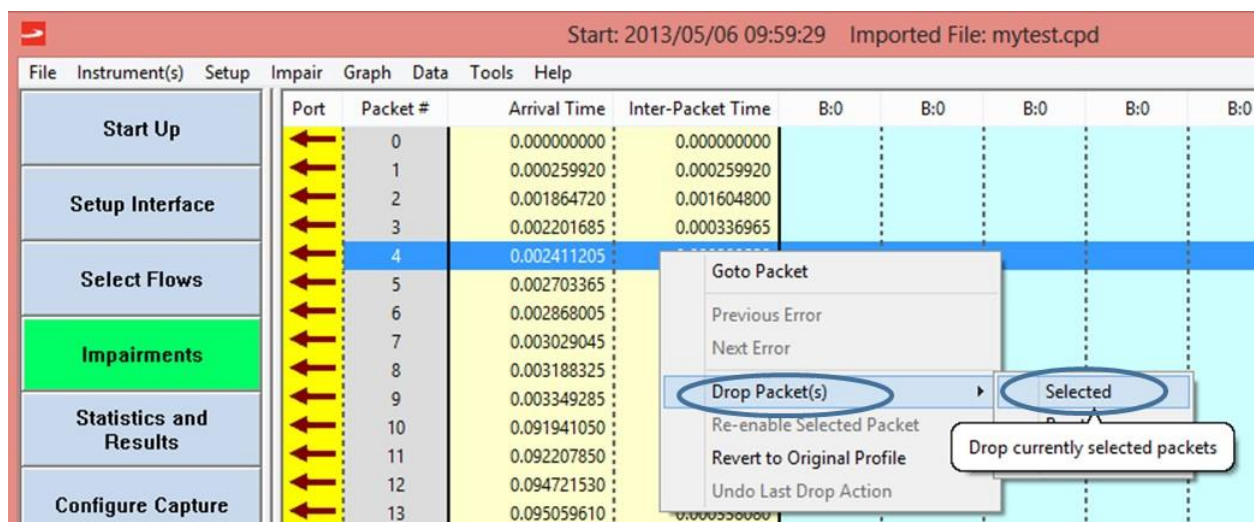 Start: 2013/05/06 09:59:29 Imported File: mytest.cpd
File Instrument(s) Setup Impair Graph Data Tools Help
Start Up
Setup Interface
Select Flows
Impairments
Statistics and
Results
Configure Capture
Port Packet # Arrival Time Inter-Packet Time B:0 B:0 B:0 B:0 B:0
0 0.000000000 0.000000000
1 0.000259920 0.000259920
2 0.001864720 0.001604800
3 0.002201685 0.000336965
4 0.002411205
5 0.002703365
6 0.002868005
7 0.003029045
8 0.003188325
9 0.003349285
10 0.091941050
11 0.092207850
12 0.094721530
13 0.095059610 0.000338080
Goto Packet
Previous Error
Next Error
Drop Packet(s)
Re-enable Selected Packet
Revert to Original Profile
Undo Last Drop Action
Selected
Drop currently selected packets